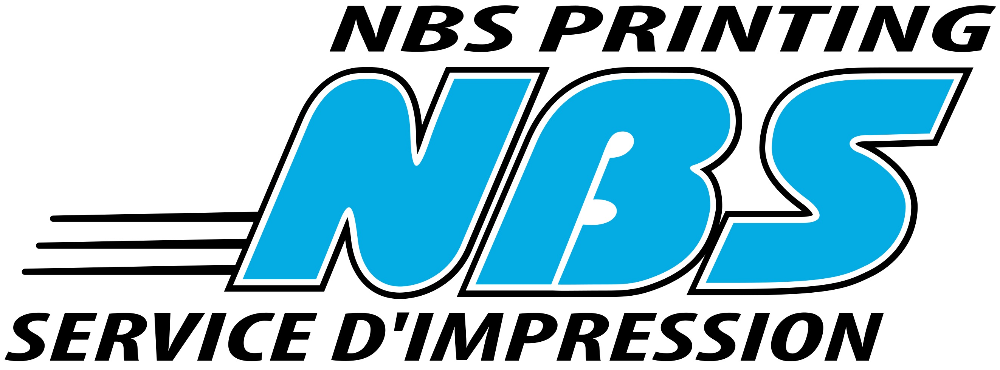 NBS PRINTING
NBS
SERVICE D'IMPRESSION